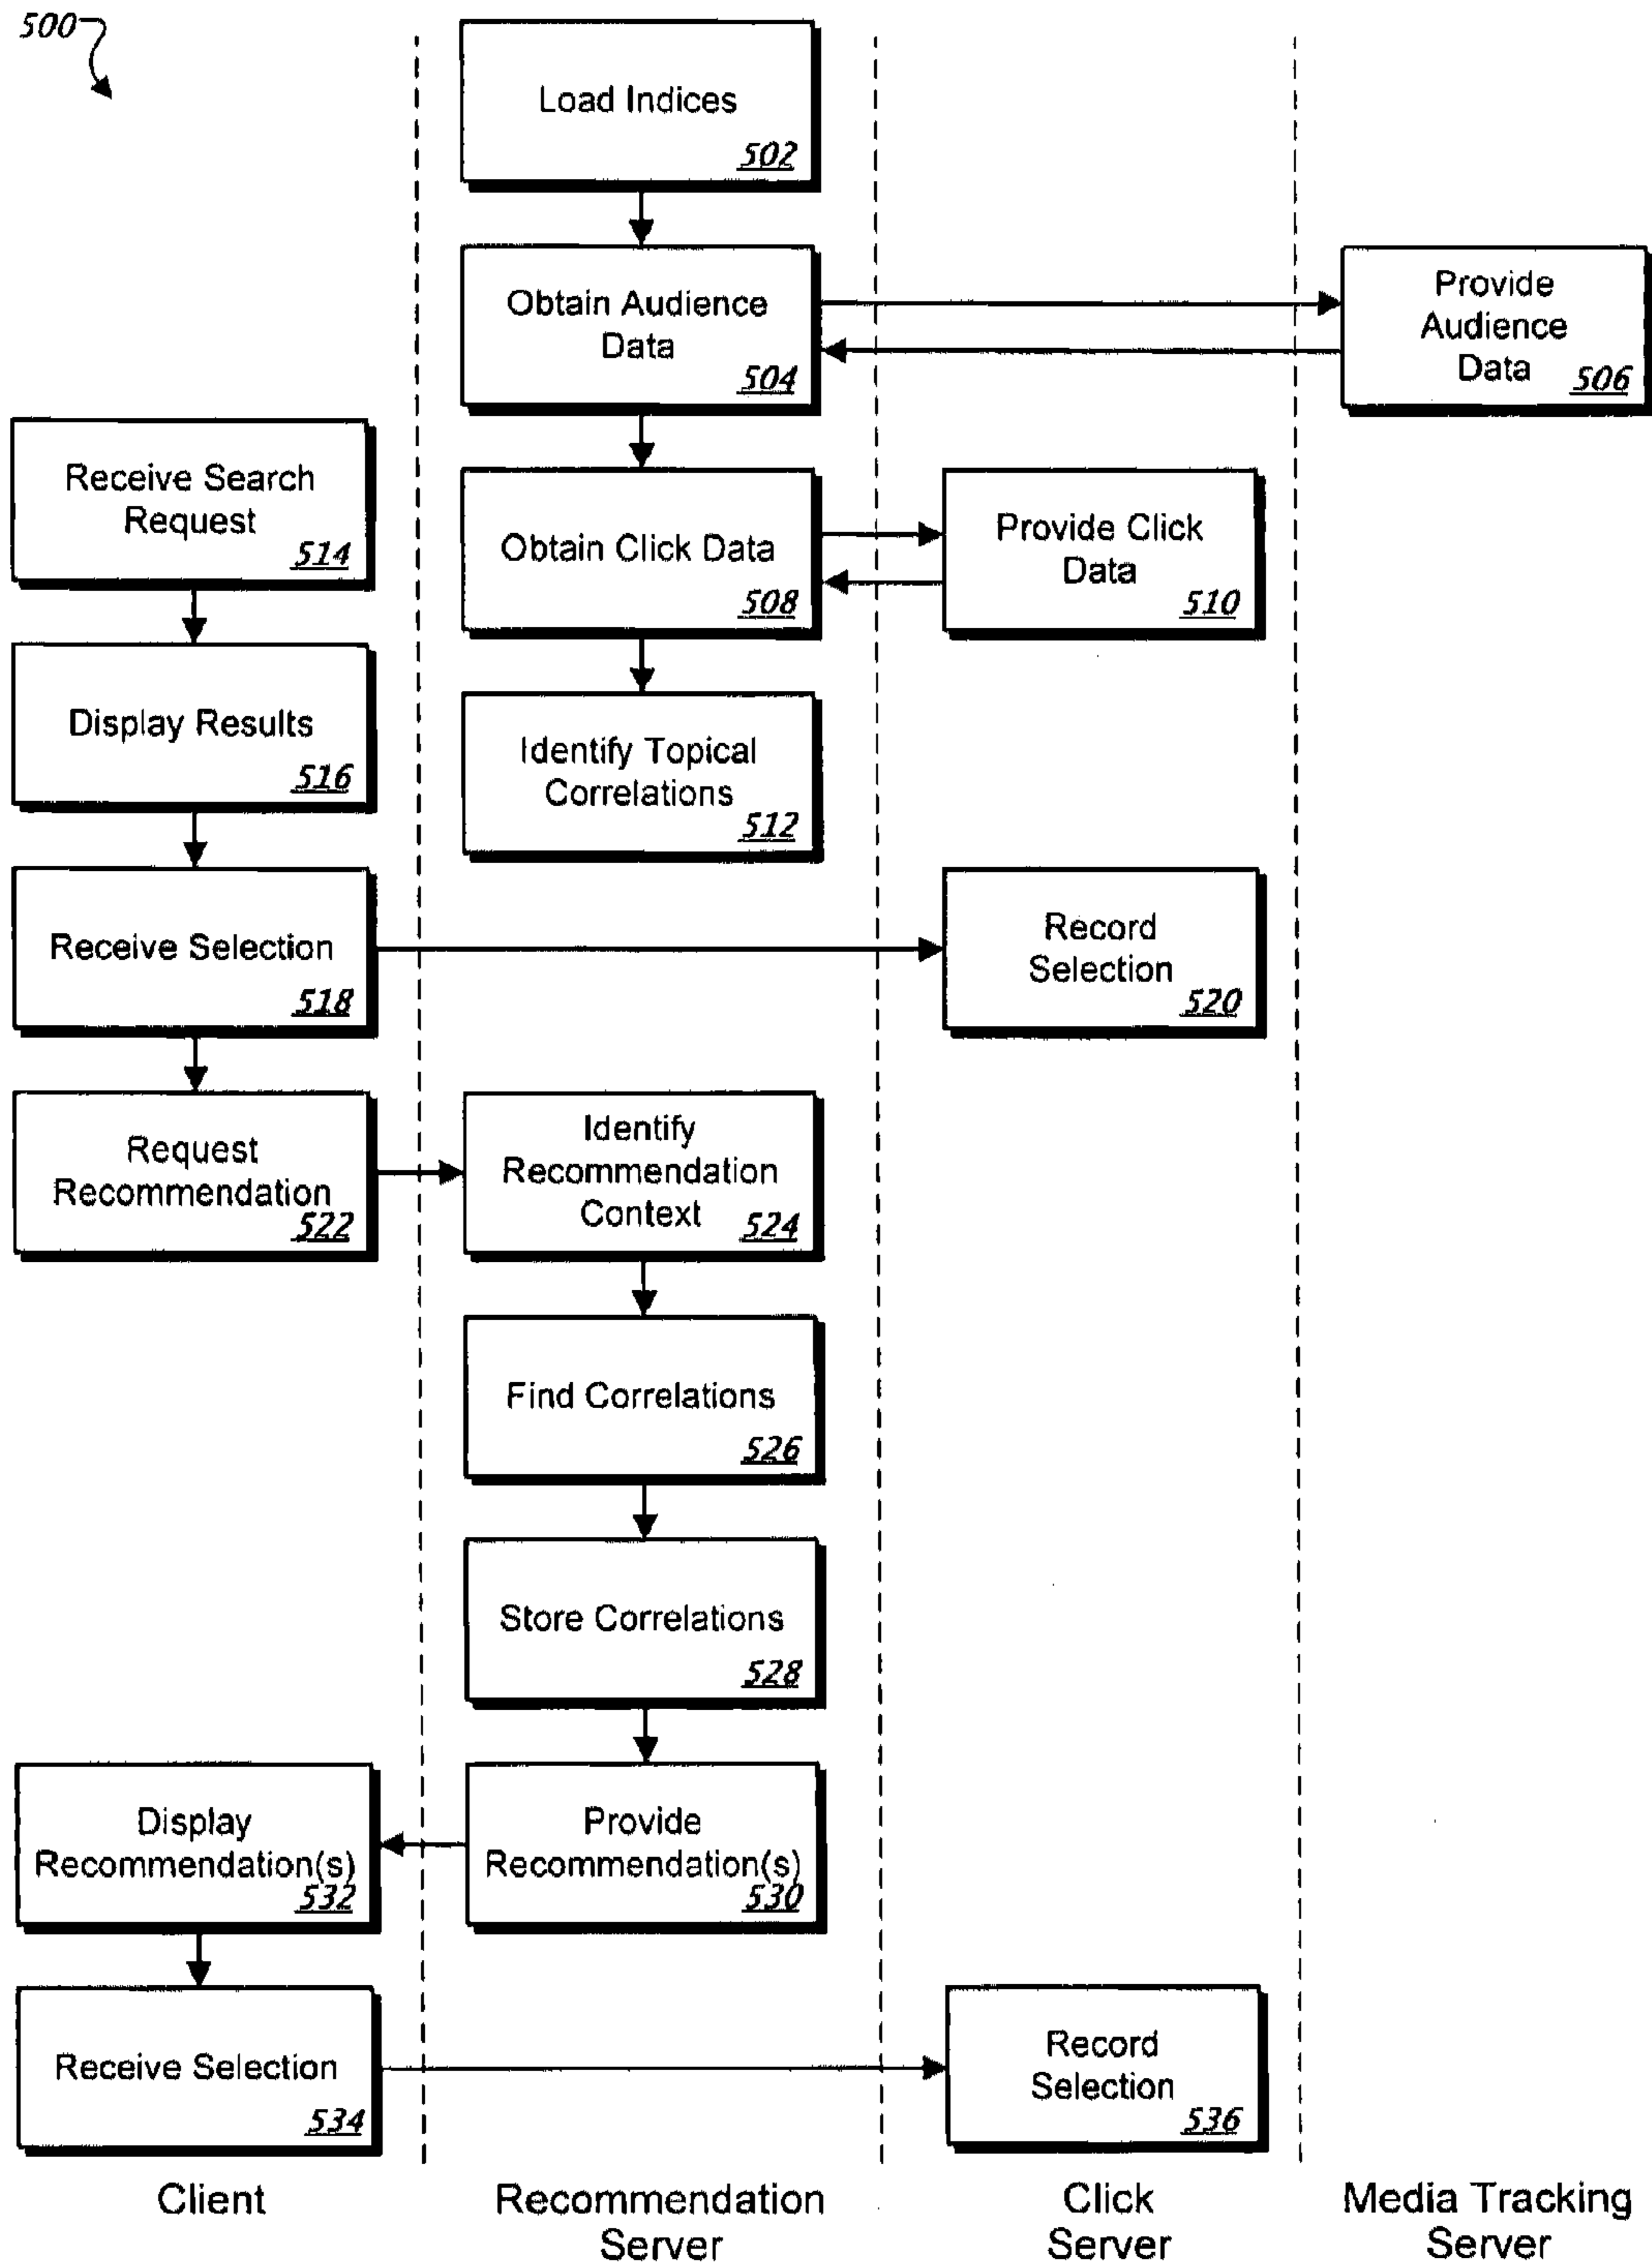 500
Load Indices
502
Obtain Audience
Data
504
Provide
Audience
Data
506
Receive Search
Request
514
Obtain Click Data
508
Provide Click
Data
510
Display Results
516
Identify Topical
Correlations
512
Receive Selection
518
Record
Selection
520
Request
Recommendation
522
Identify
Recommendation
Context
524
Find Correlations
526
Store Correlations
528
Display
Recommendation(s)
532
Provide
Recommendation(s)
530
Receive Selection
534
Record
Selection
536
Client
Recommendation
Server
Click
Server
Media Tracking
Server